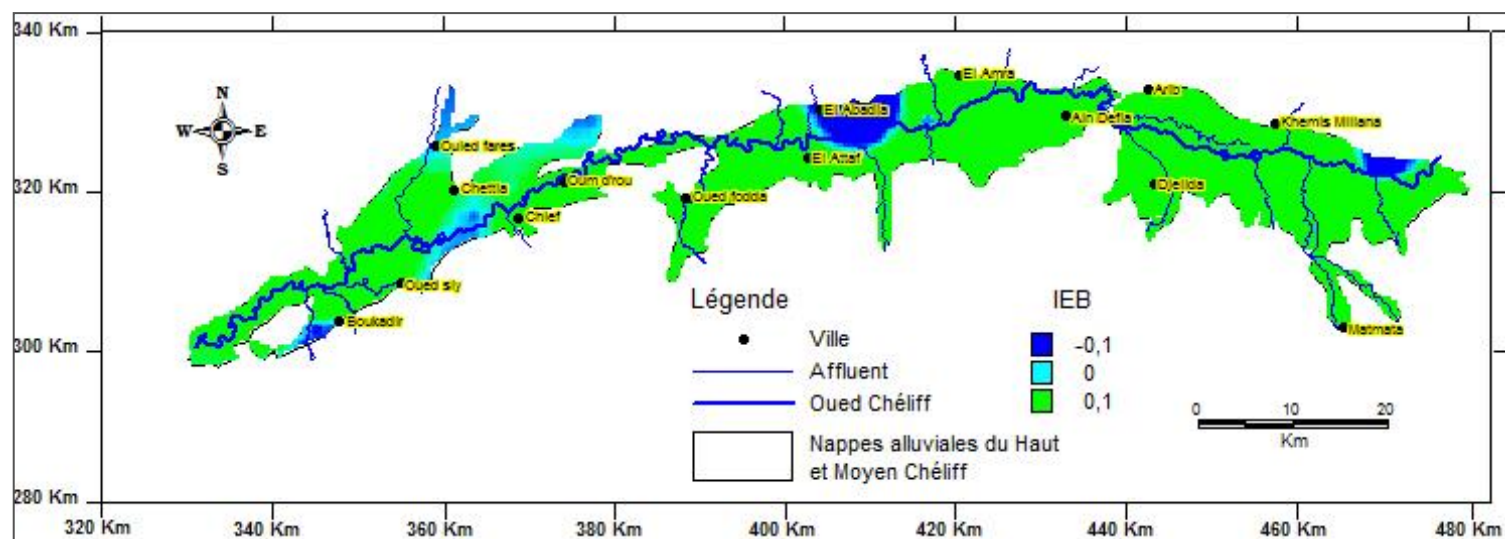 340 Km
320 Km
300 Km
280 Km
N
W
E
S
El Amra
Arib
El Abadia
Ain Defla
Khemis Miliana
Ouled fares
El Attaf
Chettia
Oum drou
Oued fodda
Djelida
Chlef
Oued sly
Boukadir
Matmata
Légende
IEB
Ville
-0,1
Affluent
0
Oued Chéliff
0,1
Nappes alluviales du Haut
et Moyen Chéliff
0 10 20
Km
320 Km 340 Km 360 Km 380 Km 400 Km 420 Km 440 Km 460 Km 480 Km